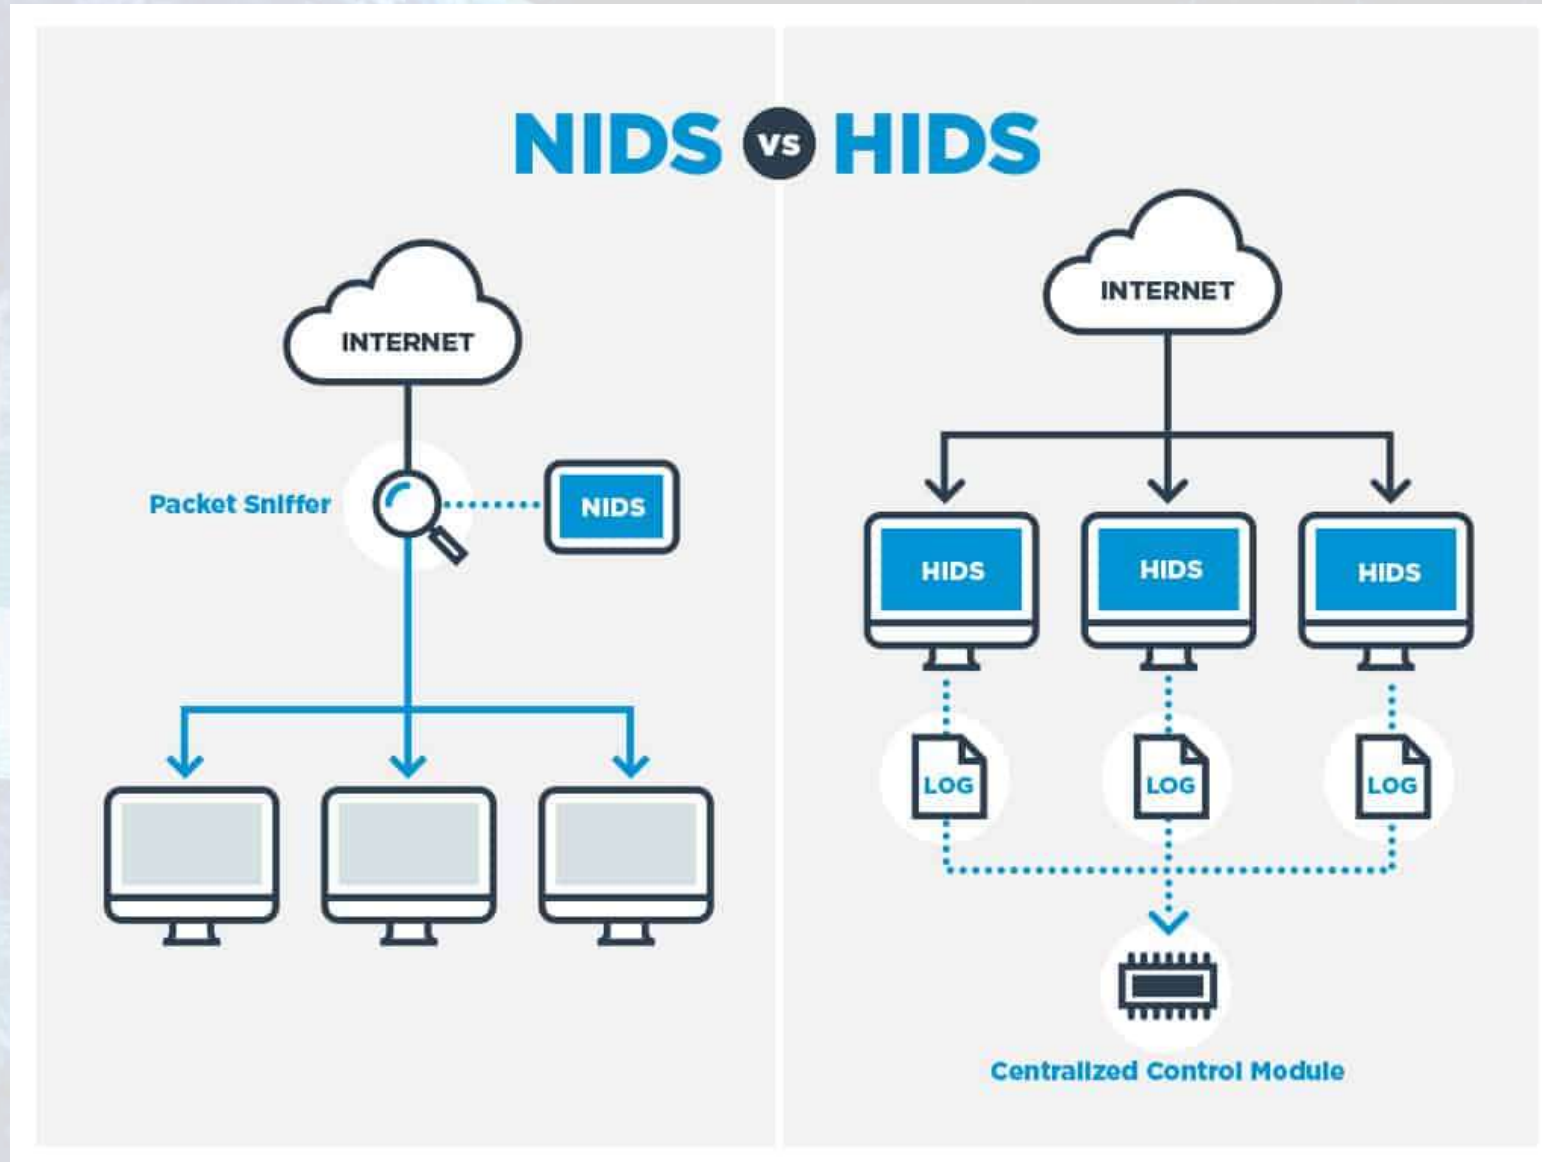 NIDS VS HIDS
INTERNET
Packet Sniffer
NIDS
INTERNET
HIDS
HIDS
HIDS
LOG
LOG
LOG
Centralized Control Module